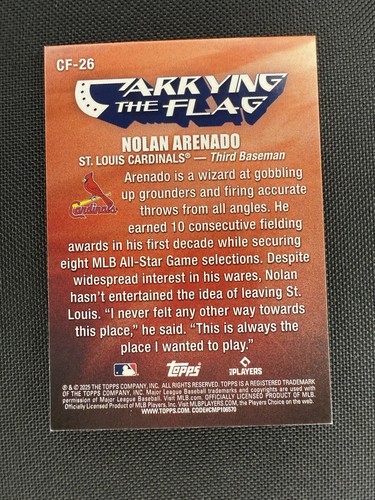 CF-26
CARRYING
THE FLAG
NOLAN ARENADO
ST. LOUIS CARDINALS® — Third Baseman
Arenado is a wizard at gobbling
up grounders and firing accurate
throws from all angles. He
earned 10 consecutive fielding
awards in his first decade while securing
eight MLB All-Star Game selections. Despite
widespread interest in his wares, Nolan
hasn't entertained the idea of leaving St.
Louis. "I never felt any other way towards
this place," he said. "This is always the
place I wanted to play."
Cardinals
Topps
MLB PLAYERS
® & © 2025 THE TOPPS COMPANY, INC. ALL RIGHTS RESERVED. TOPPS IS A REGISTERED TRADEMARK
OF THE TOPPS COMPANY, INC. Major League Baseball trademarks and copyrights are used with
permission of Major League Baseball. Visit MLB.com. OFFICIALLY LICENSED PRODUCT OF MLB.
Officially Licensed Product of MLB Players, Inc. Visit MLBPLAYERS.com, the Players Choice on the web.
WWW.TOPPS.COM. CODE#CMP106570